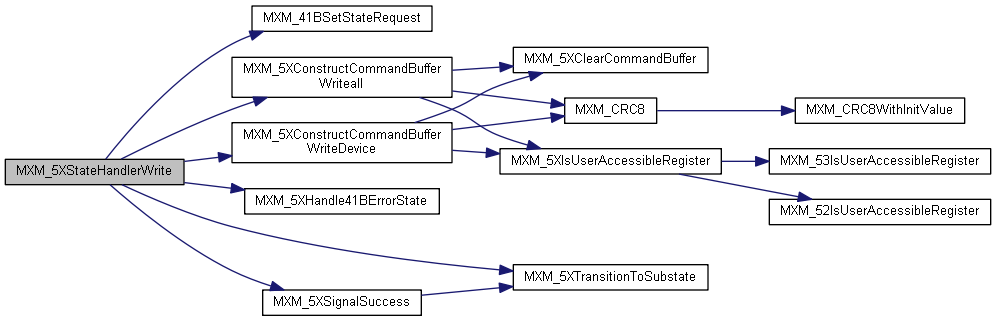 MXM_41BSetStateRequest
MXM_5XConstructCommandBuffer
Writeall
MXM_5XClearCommandBuffer
MXM_CRC8
MXM_CRC8WithInitValue
MXM_5XConstructCommandBuffer
WriteDevice
MXM_5XStateHandlerWrite
MXM_5XIsUserAccessibleRegister
MXM_53IsUserAccessibleRegister
MXM_5XHandle41BErrorState
MXM_52IsUserAccessibleRegister
MXM_5XTransitionToSubstate
MXM_5XSignalSuccess